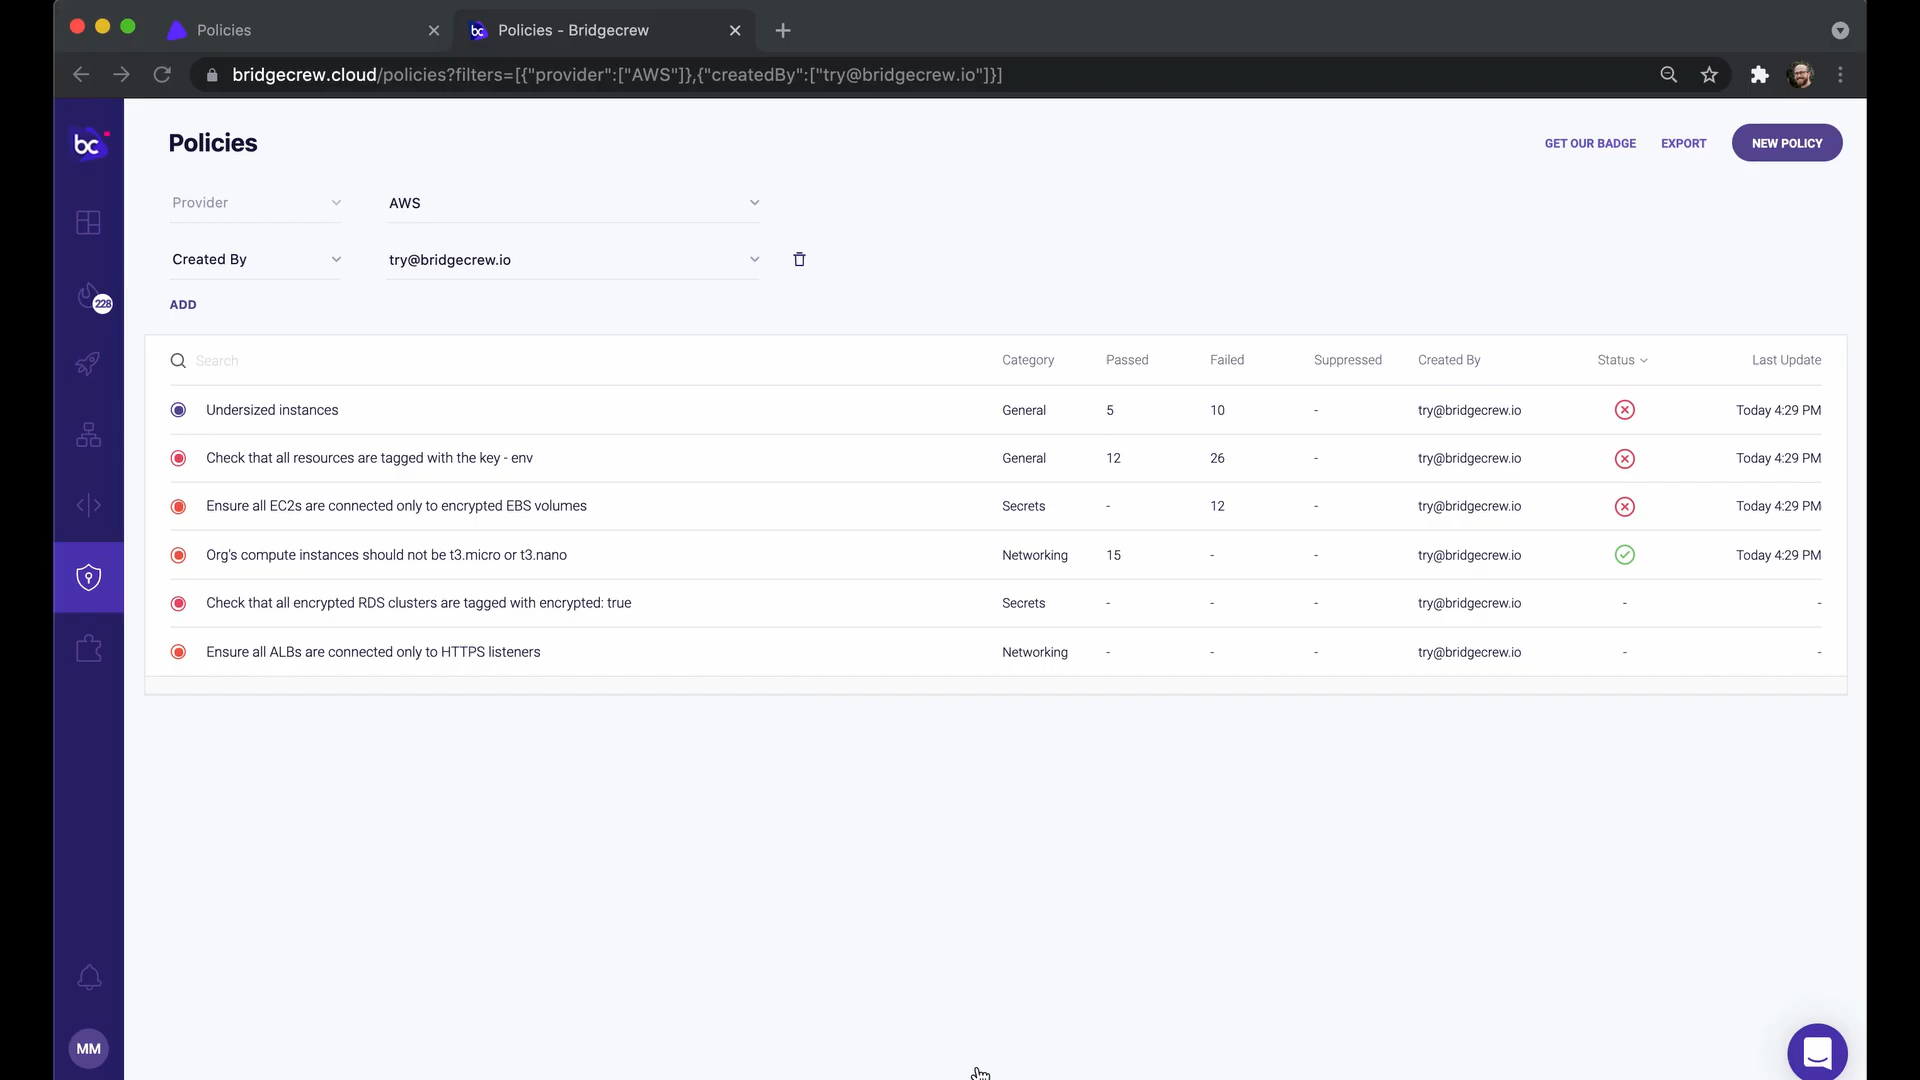 Policies
Policies - Bridgecrew
bridgecrew.cloud/policies?filters=[{"provider":["AWS"]},{"createdBy":["try@bridgecrew.io"]}]
bc
Policies
GET OUR BADGE
EXPORT
NEW POLICY
Provider
AWS
Created By
try@bridgecrew.io
228
ADD
Search Category Passed Failed Suppressed Created By Status Last Update
Undersized instances General 5 10 - try@bridgecrew.io Today 4:29 PM
Check that all resources are tagged with the key - env General 12 26 - try@bridgecrew.io Today 4:29 PM
Ensure all EC2s are connected only to encrypted EBS volumes Secrets - 12 - try@bridgecrew.io Today 4:29 PM
Org's compute instances should not be t3.micro or t3.nano Networking 15 - - try@bridgecrew.io Today 4:29 PM
Check that all encrypted RDS clusters are tagged with encrypted: true Secrets - - - try@bridgecrew.io - -
Ensure all ALBs are connected only to HTTPS listeners Networking - - - try@bridgecrew.io - -
MM